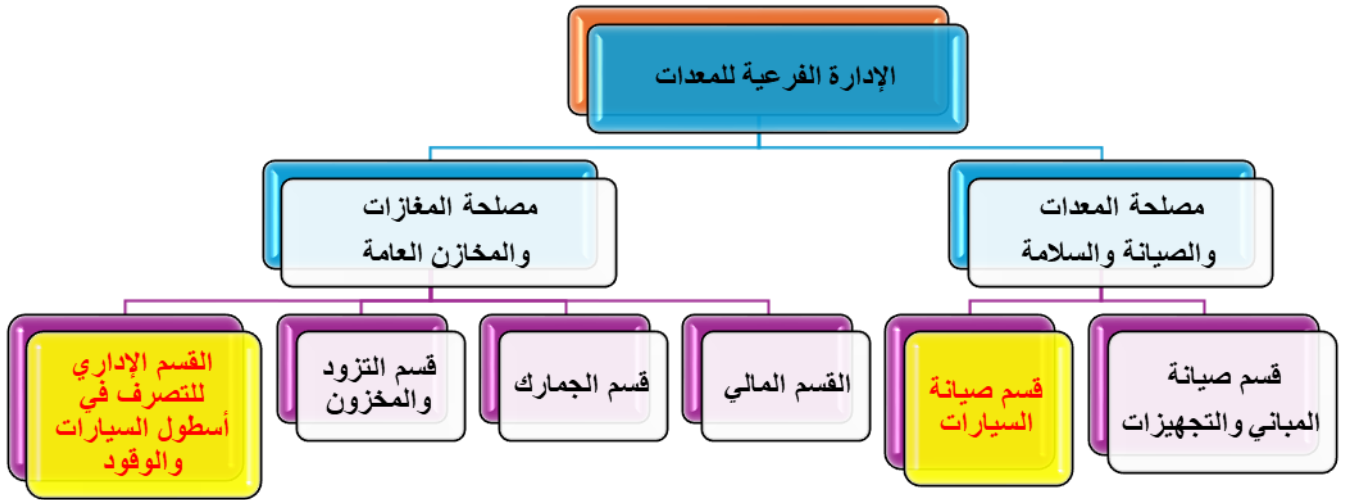 الإدارة الفرعية للمعدات
مصلحة المعدات
والصيانة والسلامة
مصلحة المغازات
والمخازن العامة
قسم صيانة
المباني والتجهيزات
قسم صيانة
السيارات
القسم المالي
قسم الجمارك
قسم التزود
والمخزون
القسم الإداري
للتصرف في
أسطول السيارات
والوقود